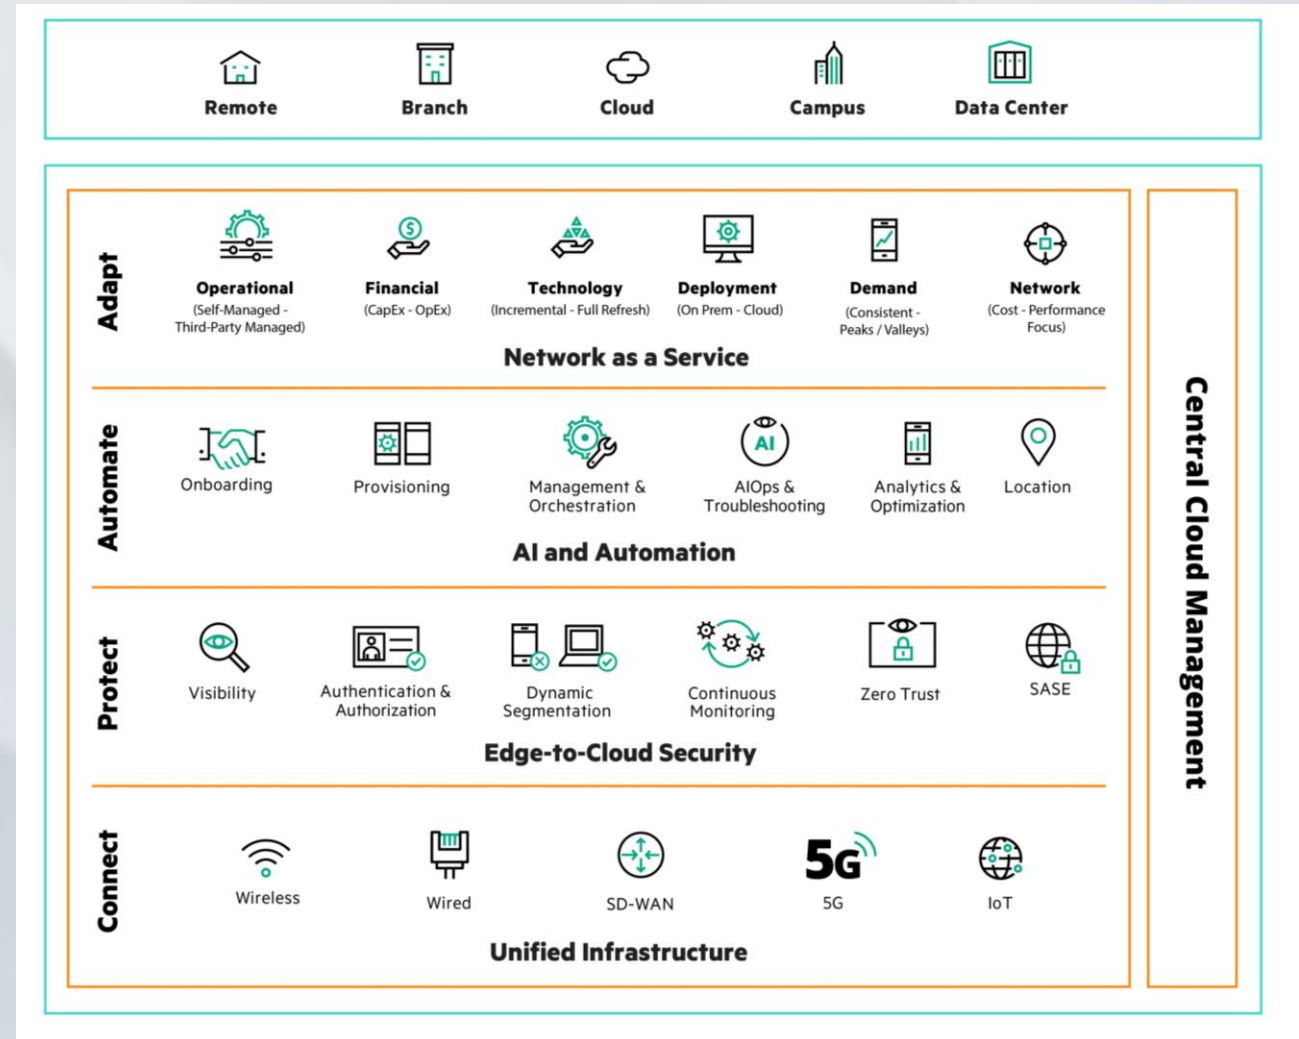 Remote
Branch
Cloud
Campus
Data Center
Adapt
Operational
(Self-Managed -
Third-Party Managed)
Financial
(CapEx - OpEx)
Technology
(Incremental - Full Refresh)
Deployment
(On Prem - Cloud)
Demand
(Consistent -
Peaks / Valleys)
Network
(Cost - Performance
Focus)
Network as a Service
Automate
Onboarding
Provisioning
Management &
Orchestration
AI
AIOps &
Troubleshooting
Analytics &
Optimization
Location
AI and Automation
Protect
Visibility
Authentication &
Authorization
Dynamic
Segmentation
Continuous
Monitoring
Zero Trust
SASE
Edge-to-Cloud Security
Connect
Wireless
Wired
SD-WAN
5G
5G
IoT
Unified Infrastructure
Central Cloud Management